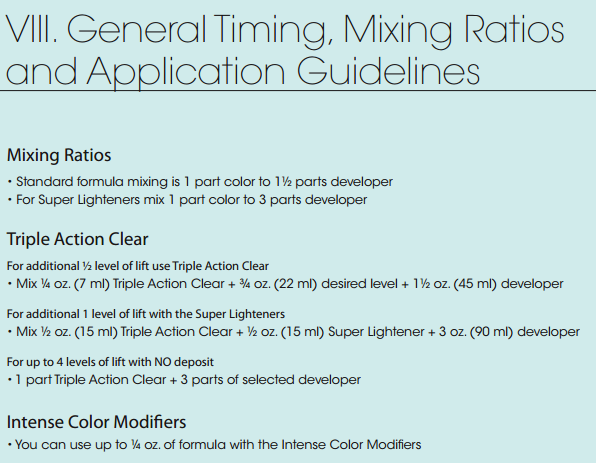 VIII. General Timing, Mixing Ratios
and Application Guidelines
Mixing Ratios
• Standard formula mixing is 1 part color to 1½ parts developer
• For Super Lighteners mix 1 part color to 3 parts developer
Triple Action Clear
For additional ½ level of lift use Triple Action Clear
• Mix ¼ oz. (7 ml) Triple Action Clear + ¾ oz. (22 ml) desired level + 1½ oz. (45 ml) developer
For additional 1 level of lift with the Super Lighteners
• Mix ½ oz. (15 ml) Triple Action Clear + ½ oz. (15 ml) Super Lightener + 3 oz. (90 ml) developer
For up to 4 levels of lift with NO deposit
• 1 part Triple Action Clear + 3 parts of selected developer
Intense Color Modifiers
• You can use up to ¼ oz. of formula with the Intense Color Modifiers